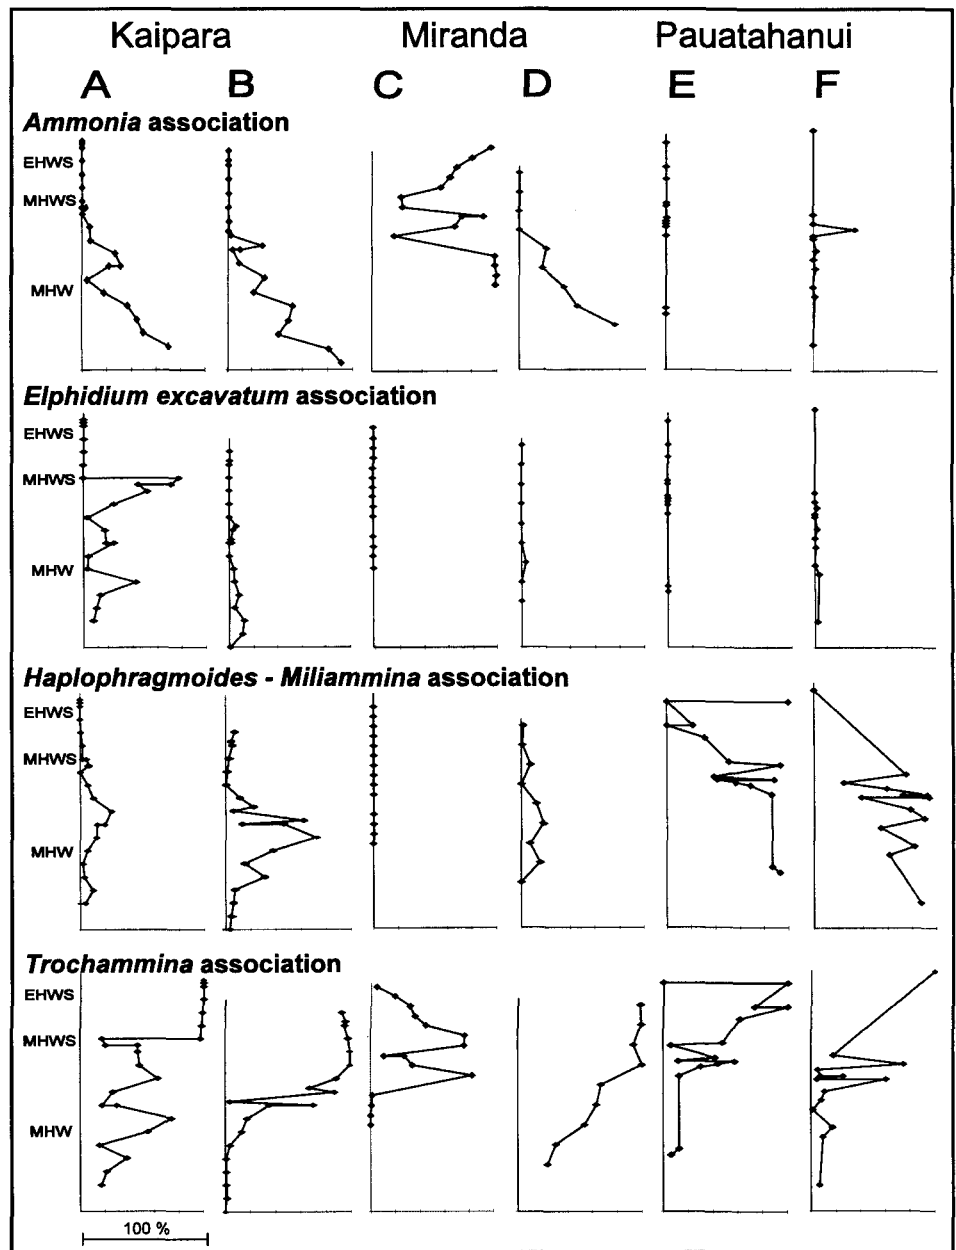 Kaipara Miranda Pauatahanui
A B C D E F
Ammonia association
EHWS
MHWS
MHW
Elphidium excavatum association
EHWS
MHWS
MHW
Haplophragmoides - Miliammina association
EHWS
MHWS
MHW
Trochammina association
EHWS
MHWS
MHW
100 %